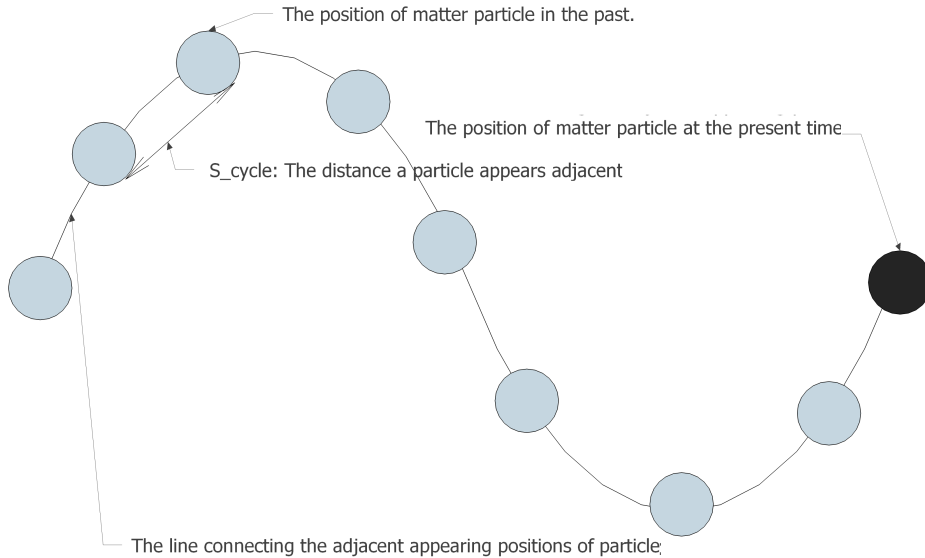 The position of matter particle in the past.
The position of matter particle at the present time
S_cycle: The distance a particle appears adjacent
The line connecting the adjacent appearing positions of particle